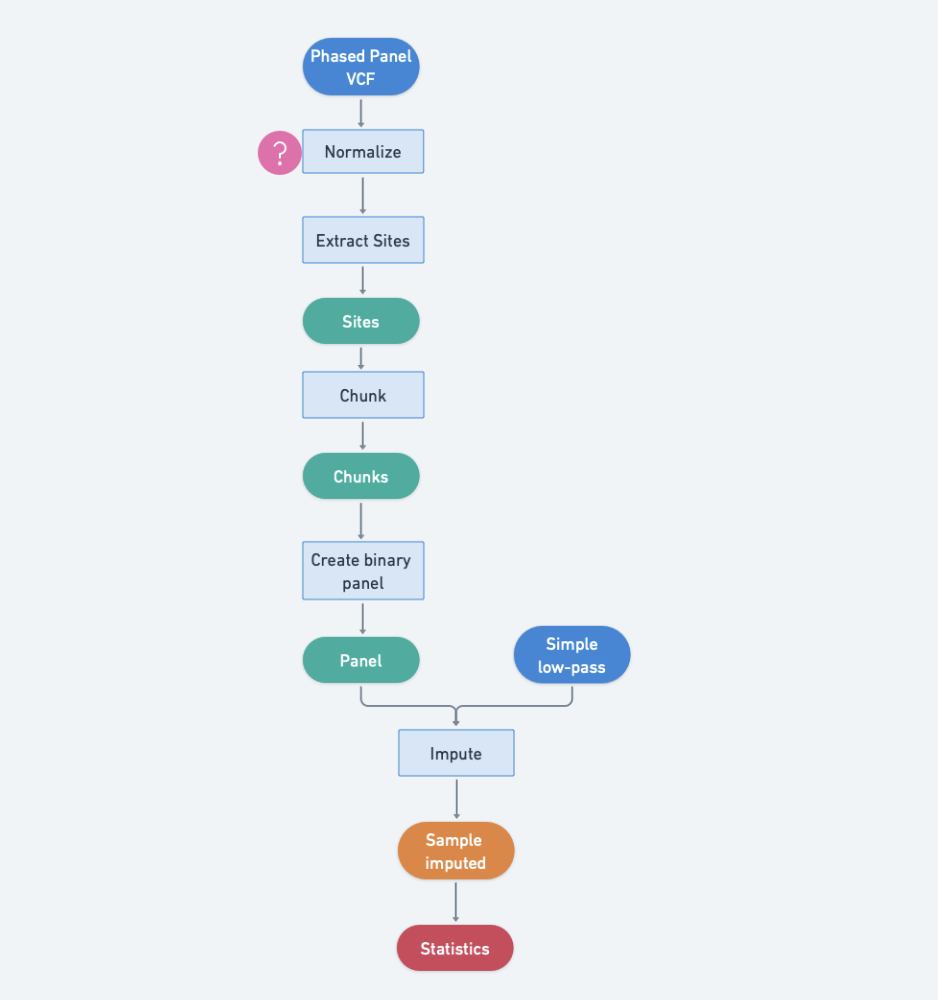 Phased Panel
VCF
?
Normalize
Extract Sites
Sites
Chunk
Chunks
Create binary
panel
Panel
Simple
low-pass
Impute
Sample
imputed
Statistics